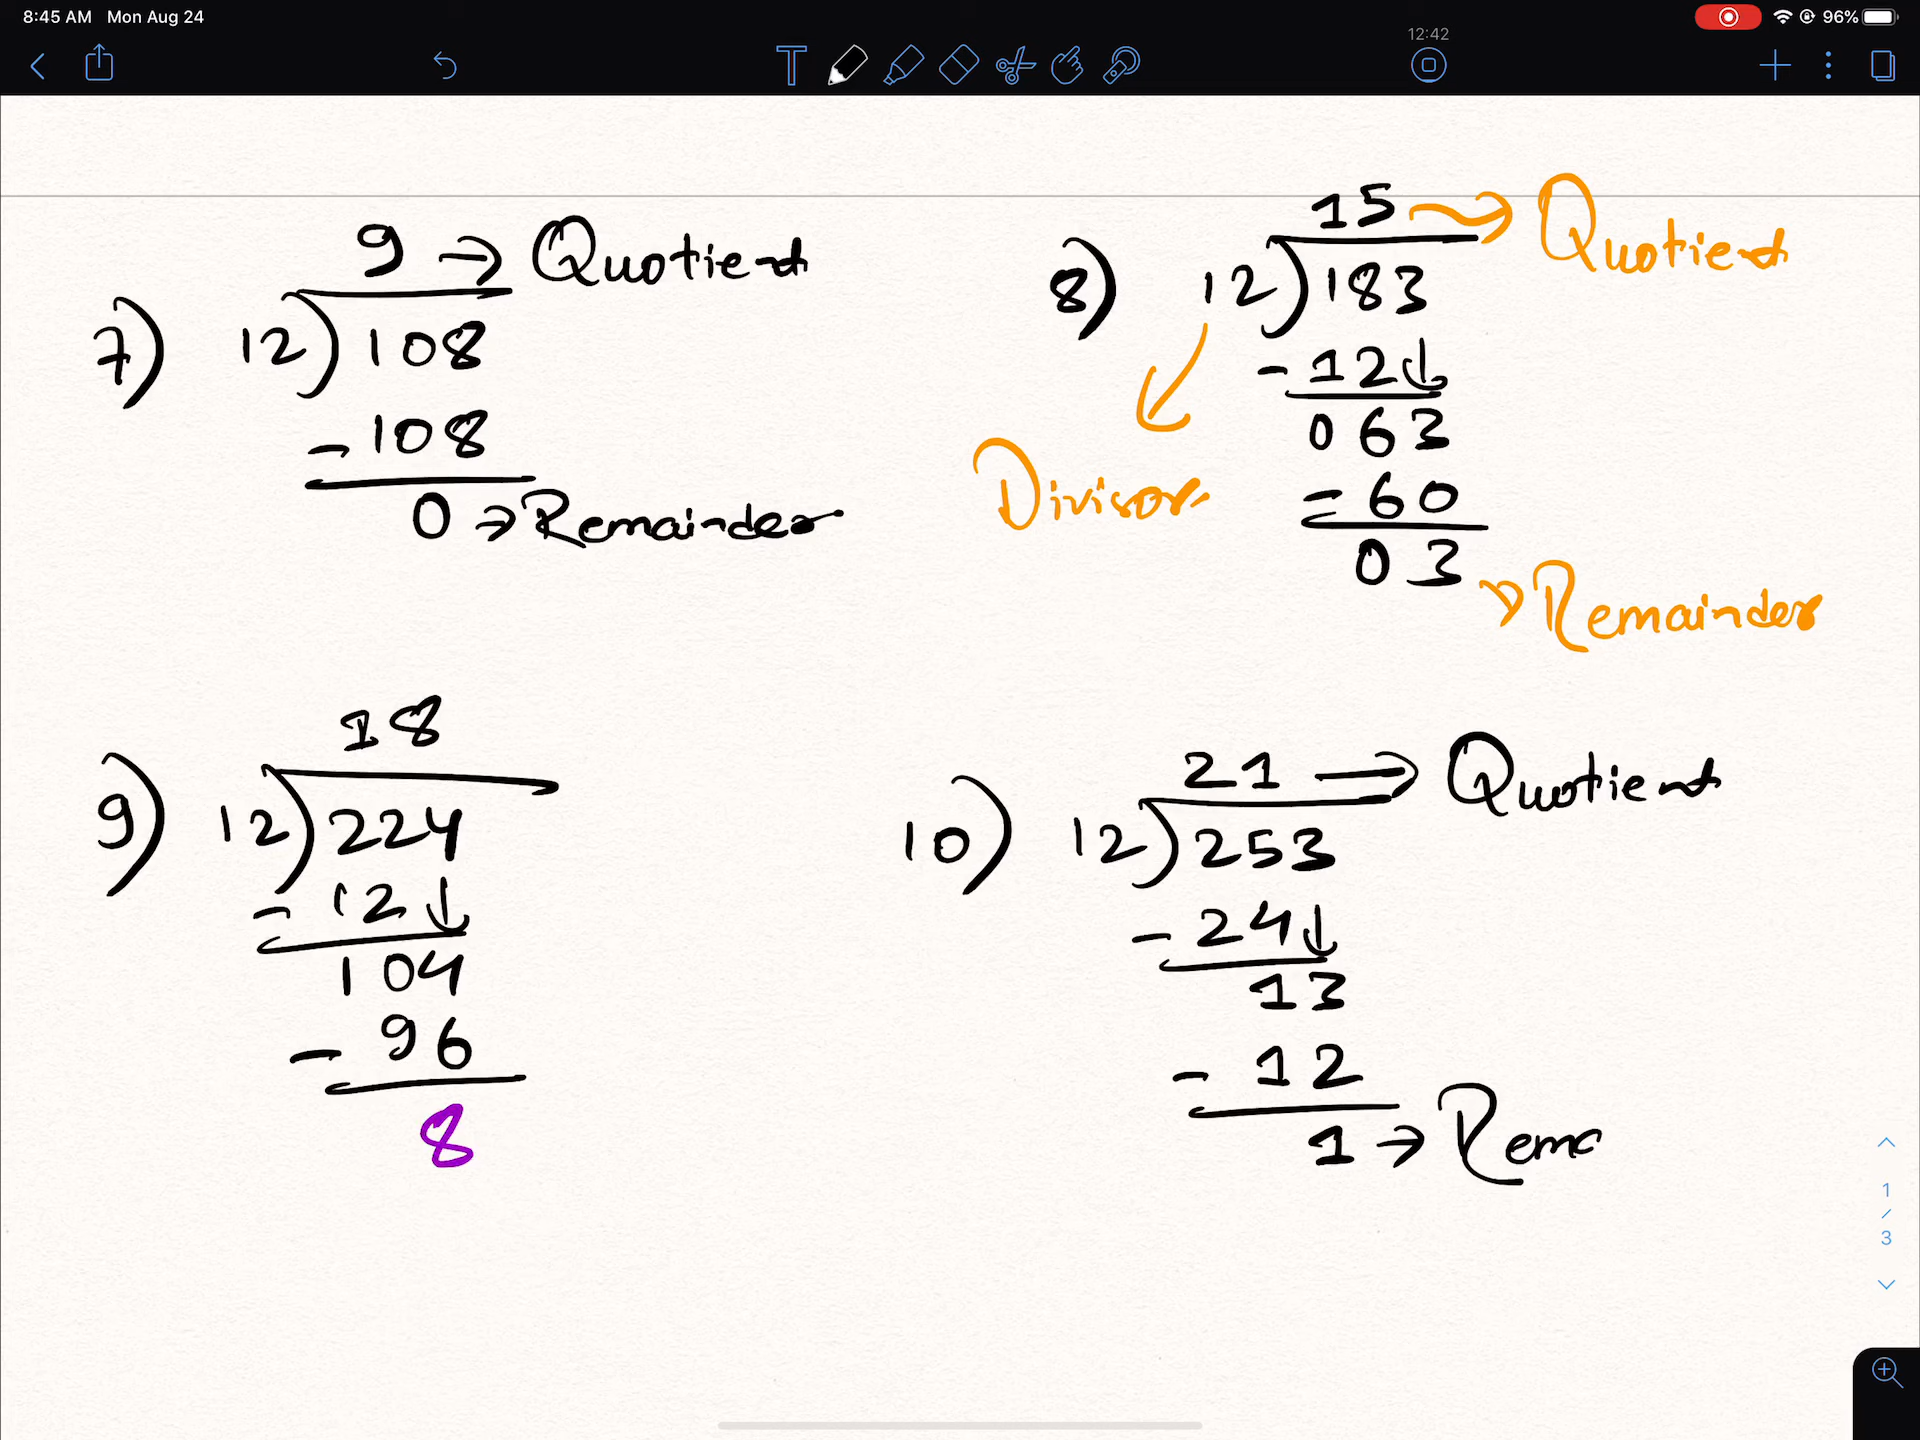 8:45 AM Mon Aug 24
96%
12:42
T
7)
9 → Quotient
12)108
- 108
0 → Remainder
8)
15 → Quotient
12)183
Divisor
- 12↓
063
= 60
03 → Remainder
9)
18
12)224
- 12↓
104
- 96
8
10)
21 → Quotient
12)253
- 24↓
13
- 12
1 → Rema
1
/
3